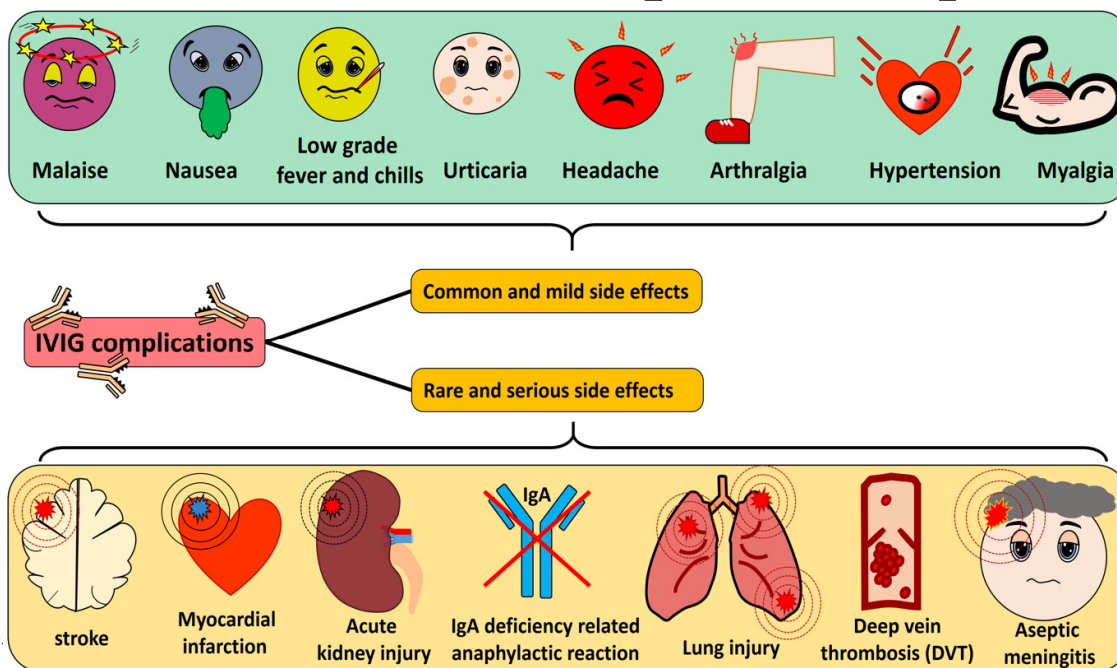 Malaise
Nausea
Low grade
fever and chills
Urticaria
Headache
Arthralgia
Hypertension
Myalgia
Common and mild side effects
IVIG complications
Rare and serious side effects
stroke
Myocardial
infarction
Acute
kidney injury
IgA
IgA deficiency related
anaphylactic reaction
Lung injury
Deep vein
thrombosis (DVT)
Aseptic
meningitis